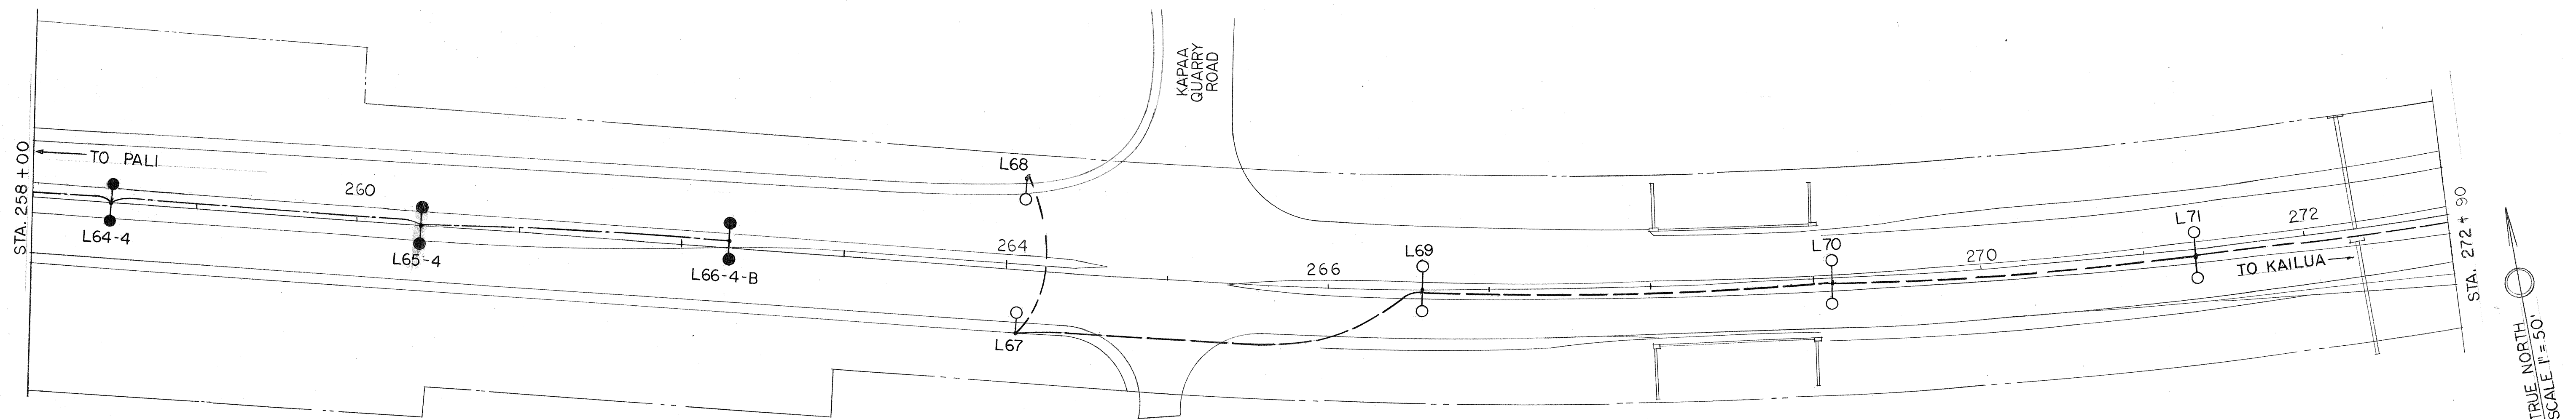 STA. 258 + 00
TO PALI
L64-4
260
L65-4
L66-4-B
L68
264
L67
KAPAA
QUARRY
ROAD
266
L69
L70
270
L71
272
TO KAILUA
STA. 272 + 90
TRUE NORTH
SCALE 1" = 50'